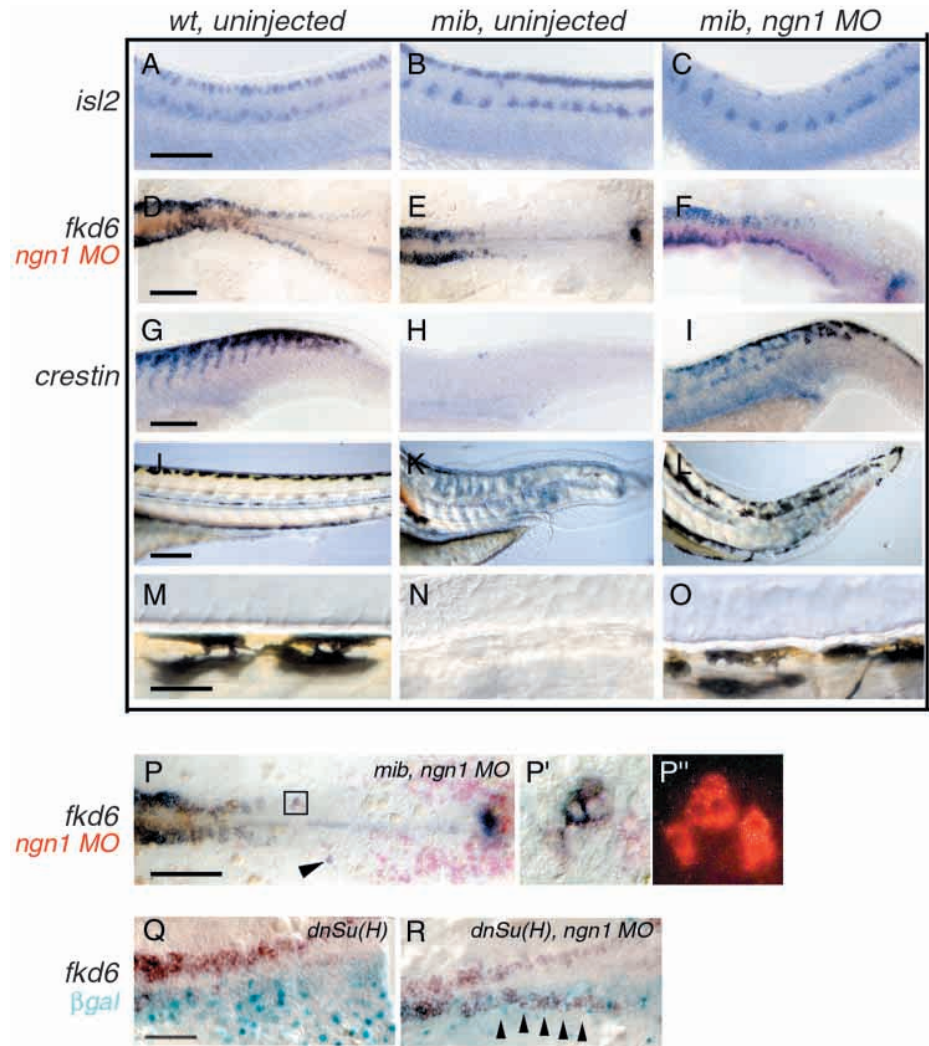 wt, uninjected mib, uninjected mib, ngn1 MO
isl2 A B C
fkd6
ngn1 MO
D E F
crestin G H I
J K L
M N O
P mib, ngn1 MO P' P''
fkd6
ngn1 MO
Q dnSu(H) R dnSu(H), ngn1 MO
fkd6
βgal